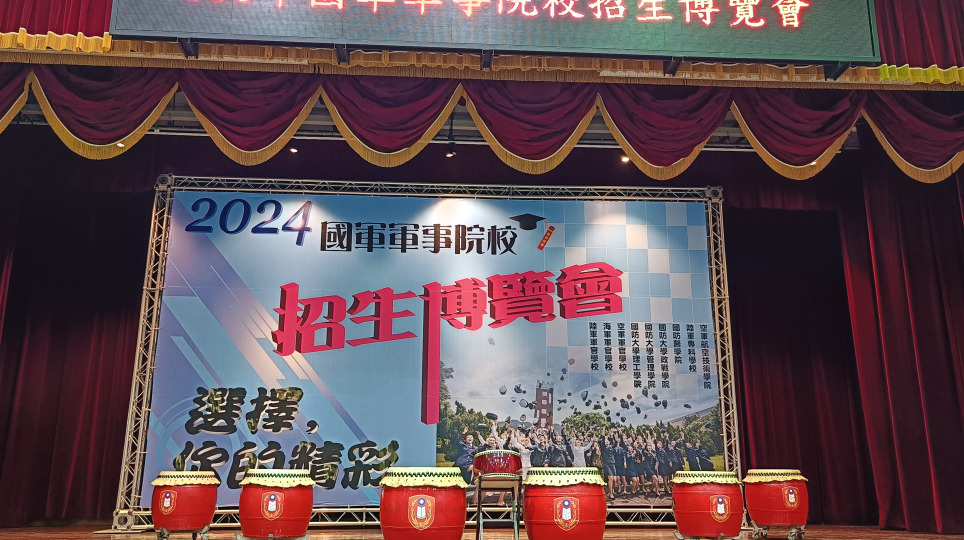 國軍軍事院校招生博覽會
2024
國軍軍事院校
招生博覽會
空軍航空技術學院
陸軍專科學校
國防醫學院
國防大學政戰學院
國防大學管理學院
國防大學理工學院
空軍軍官學校
海軍軍官學校
陸軍軍官學校
選擇,
你的精彩